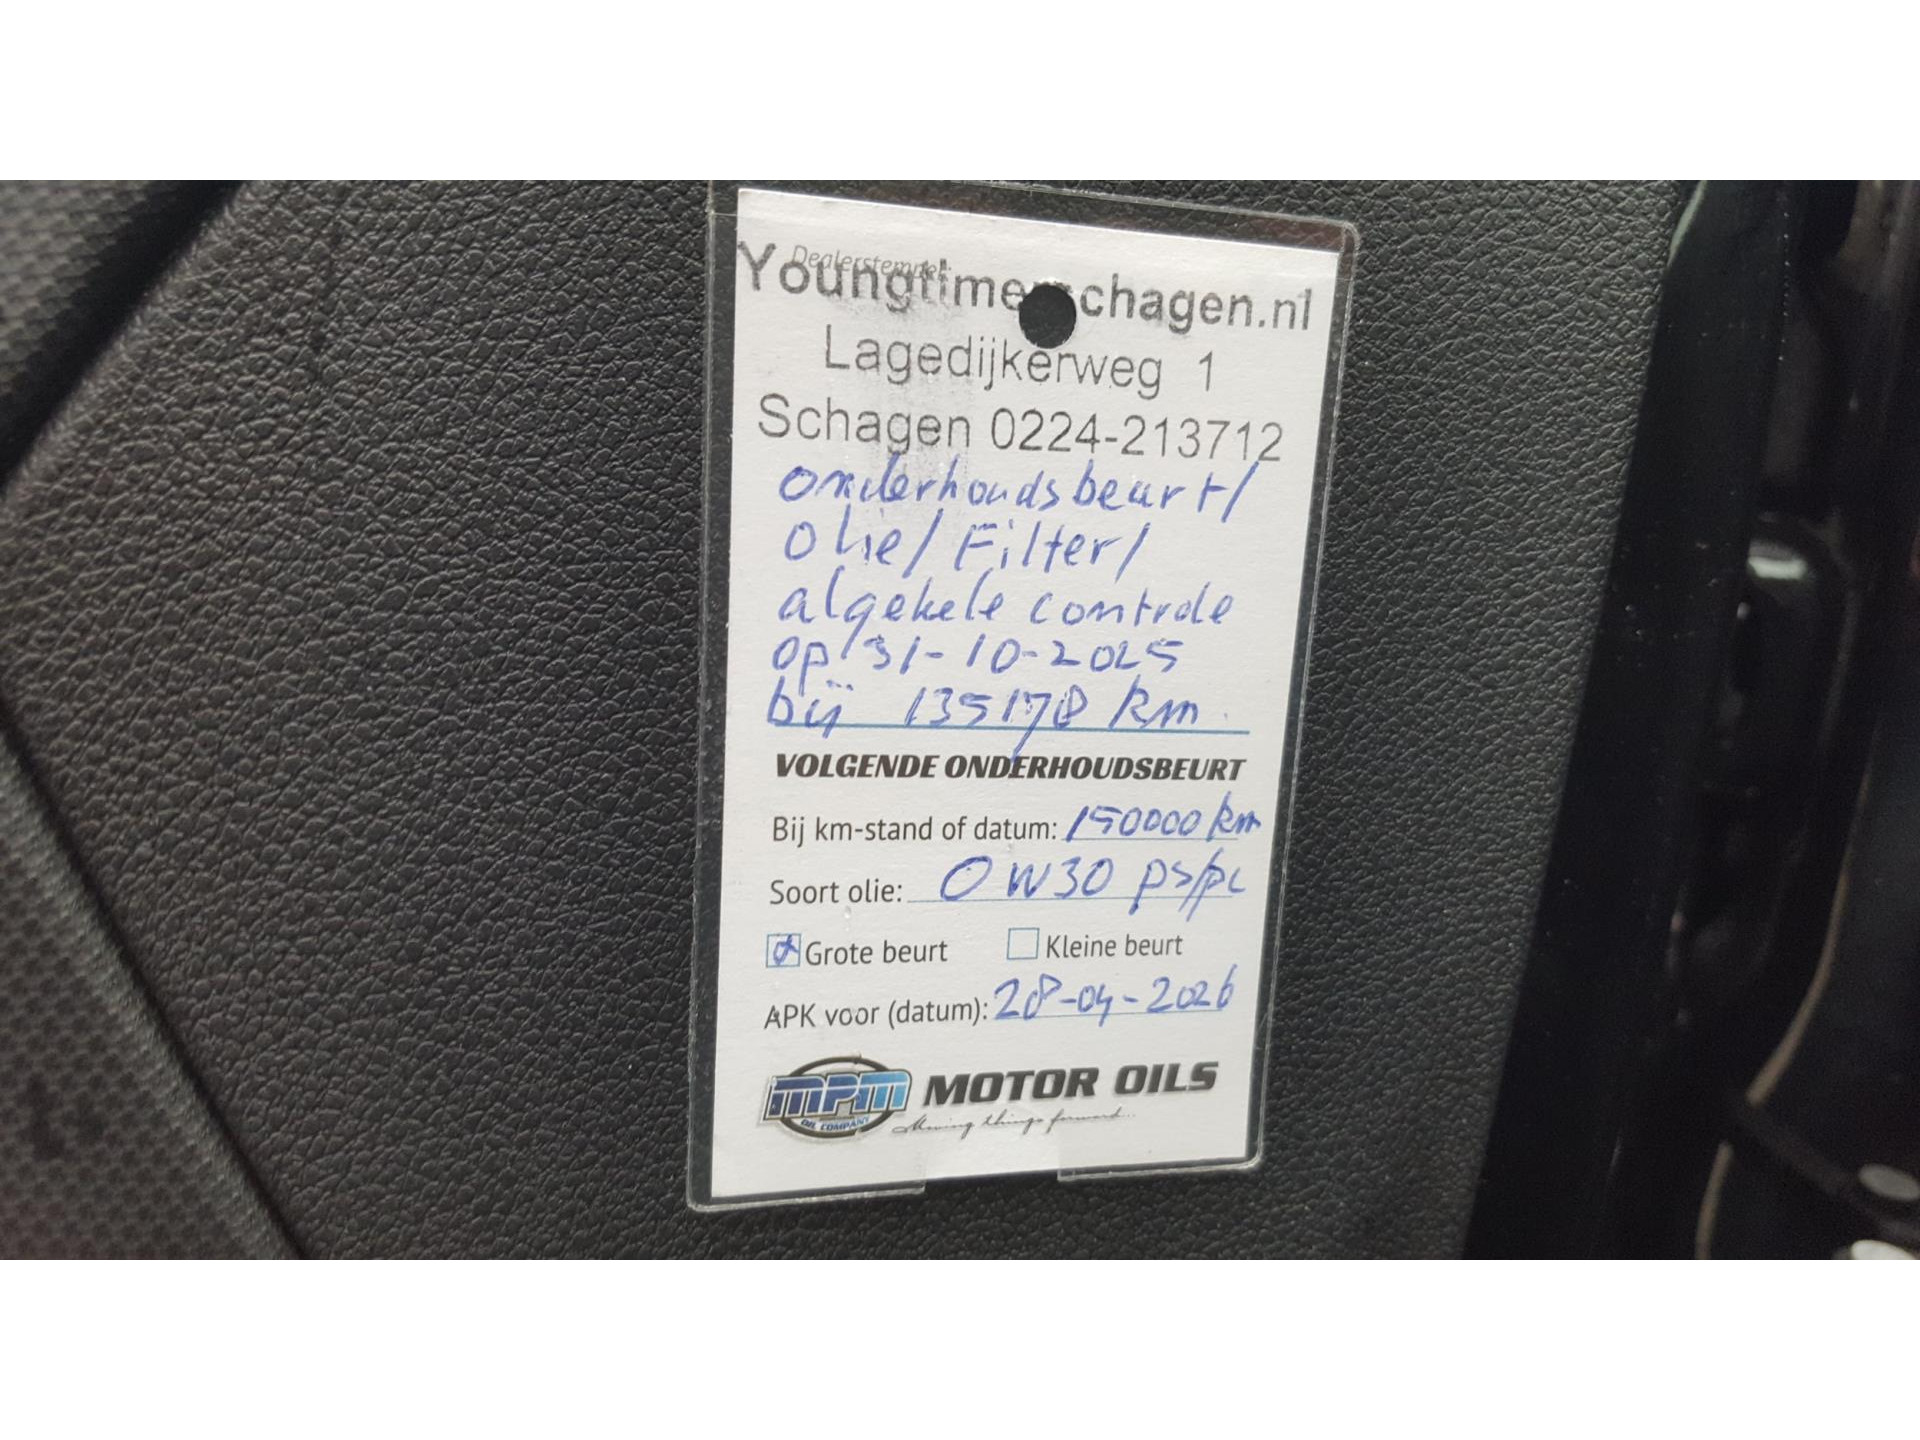 Dealerstempel:
Youngtimerschagen.nl
Lagedijkerweg 1
Schagen 0224-213712
onderhoudsbeurt/
olie/Filter/
algehele controle
op 31-10-2025
bij 135178 km
VOLGENDE ONDERHOUDSBEURT
Bij km-stand of datum: 150000 km
Soort olie: 0W30 ps/pc
Grote beurt Kleine beurt
APK voor (datum): 28-04-2026
MPM MOTOR OILS
OIL COMPANY Moving things forward...